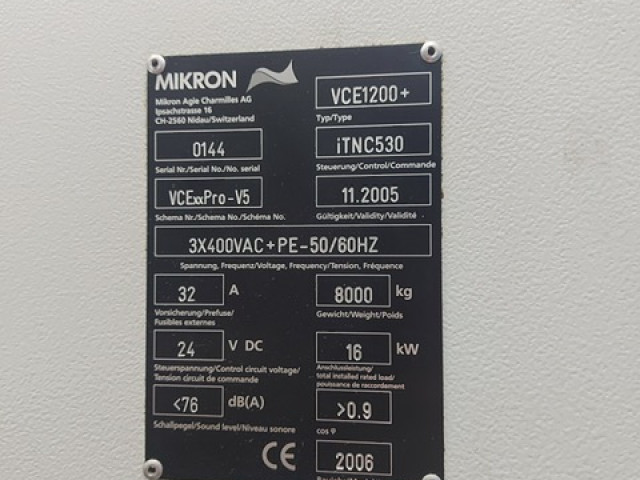 MIKRON
Mikron Agie Charmilles AG
Ipsachstrasse 16
CH-2560 Nidau/Switzerland
VCE1200+
Typ/Type
0144
Serial Nr./Serial No./No. serial
iTNC530
Steuerung/Control/Commande
VCExxPro-V5
Schema Nr./Schema No./Schéma No.
11.2005
Gültigkeit/Validity/Validité
3X400VAC+PE-50/60HZ
Spannung, Frequenz/Voltage, Frequency/Tension, Fréquence
32 A
Vorsicherung/Prefuse/
Fusibles externes
8000 kg
Gewicht/Weight/Poids
24 V DC
Steuerspannung/Control circuit voltage/
Tension circuit de commande
16 kW
Anschlussleistung/
total installed rated load/
puissance de raccordement
<76 dB(A)
Schallpegel/Sound level/Niveau sonore
>0.9
cos φ
CE
2006